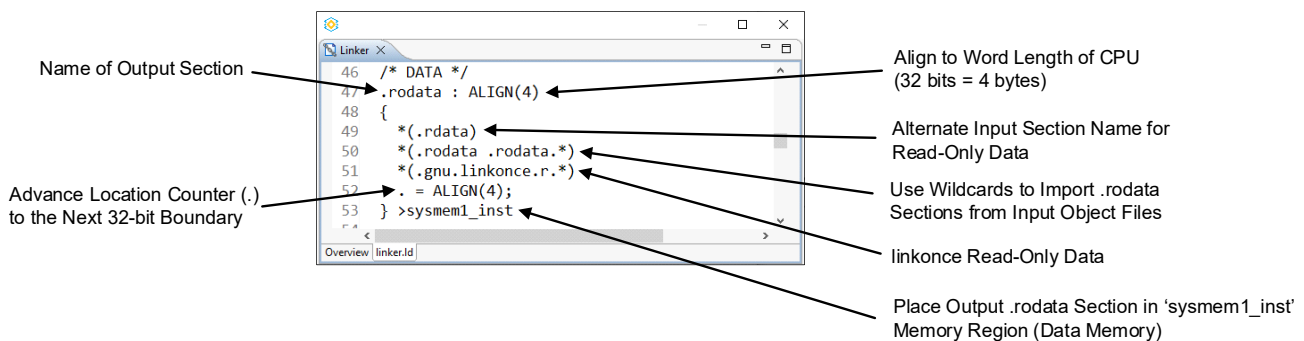 Name of Output Section
Advance Location Counter (.)
to the Next 32-bit Boundary
Linker
46 /* DATA */
47 .rodata : ALIGN(4)
48 {
49 *(.rdata)
50 *(.rodata .rodata.*)
51 *(.gnu.linkonce.r.*)
52 . = ALIGN(4);
53 } >sysmem1_inst
54
Overview linker.ld
Align to Word Length of CPU
(32 bits = 4 bytes)
Alternate Input Section Name for
Read-Only Data
Use Wildcards to Import .rodata
Sections from Input Object Files
linkonce Read-Only Data
Place Output .rodata Section in ‘sysmem1_inst’
Memory Region (Data Memory)